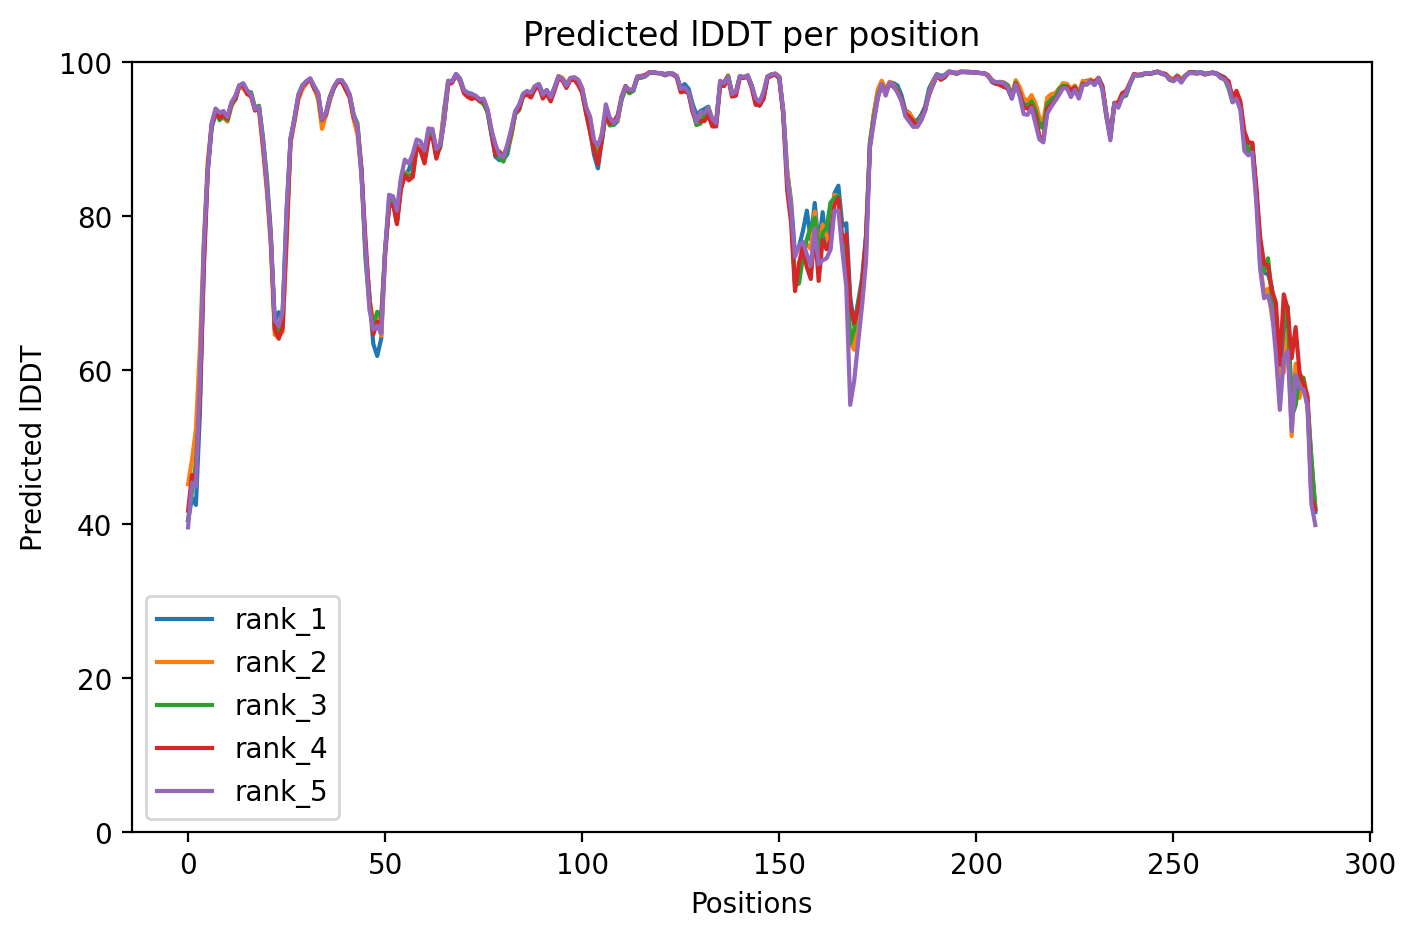 Predicted lDDT per position
100
80
60
40
20
0
Predicted lDDT
rank_1
rank_2
rank_3
rank_4
rank_5
0 50 100 150 200 250 300
Positions